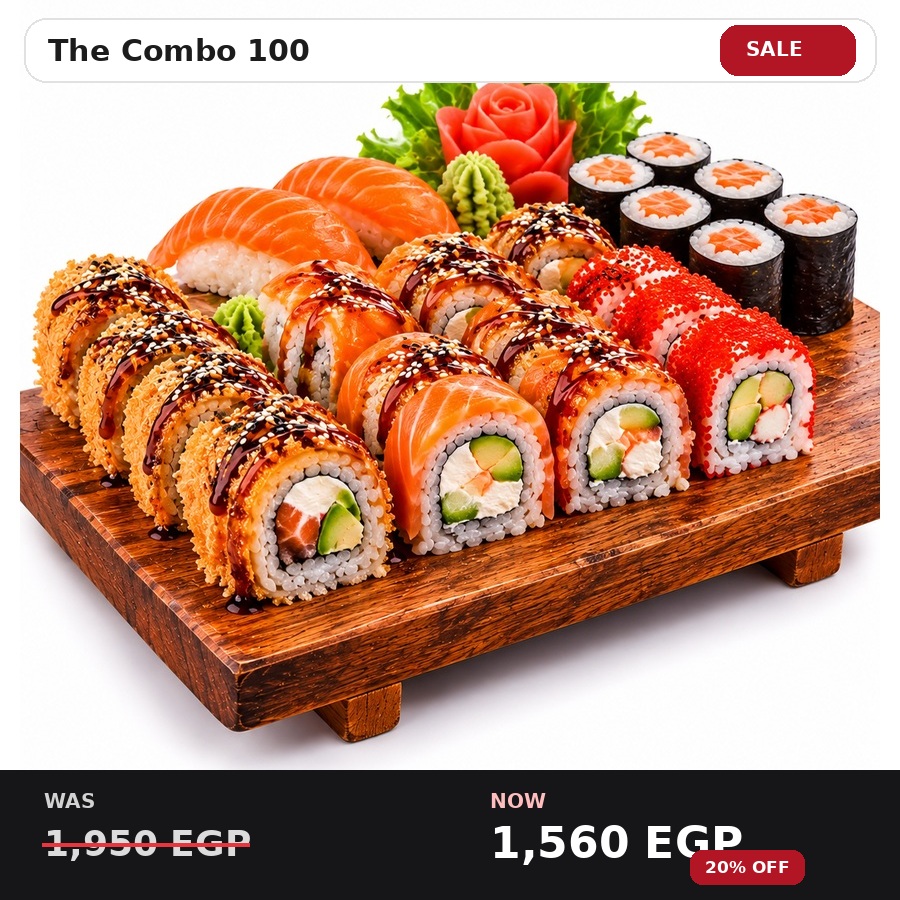 The Combo 100
SALE
WAS
1,950 EGP
NOW
1,560 EGP
20% OFF